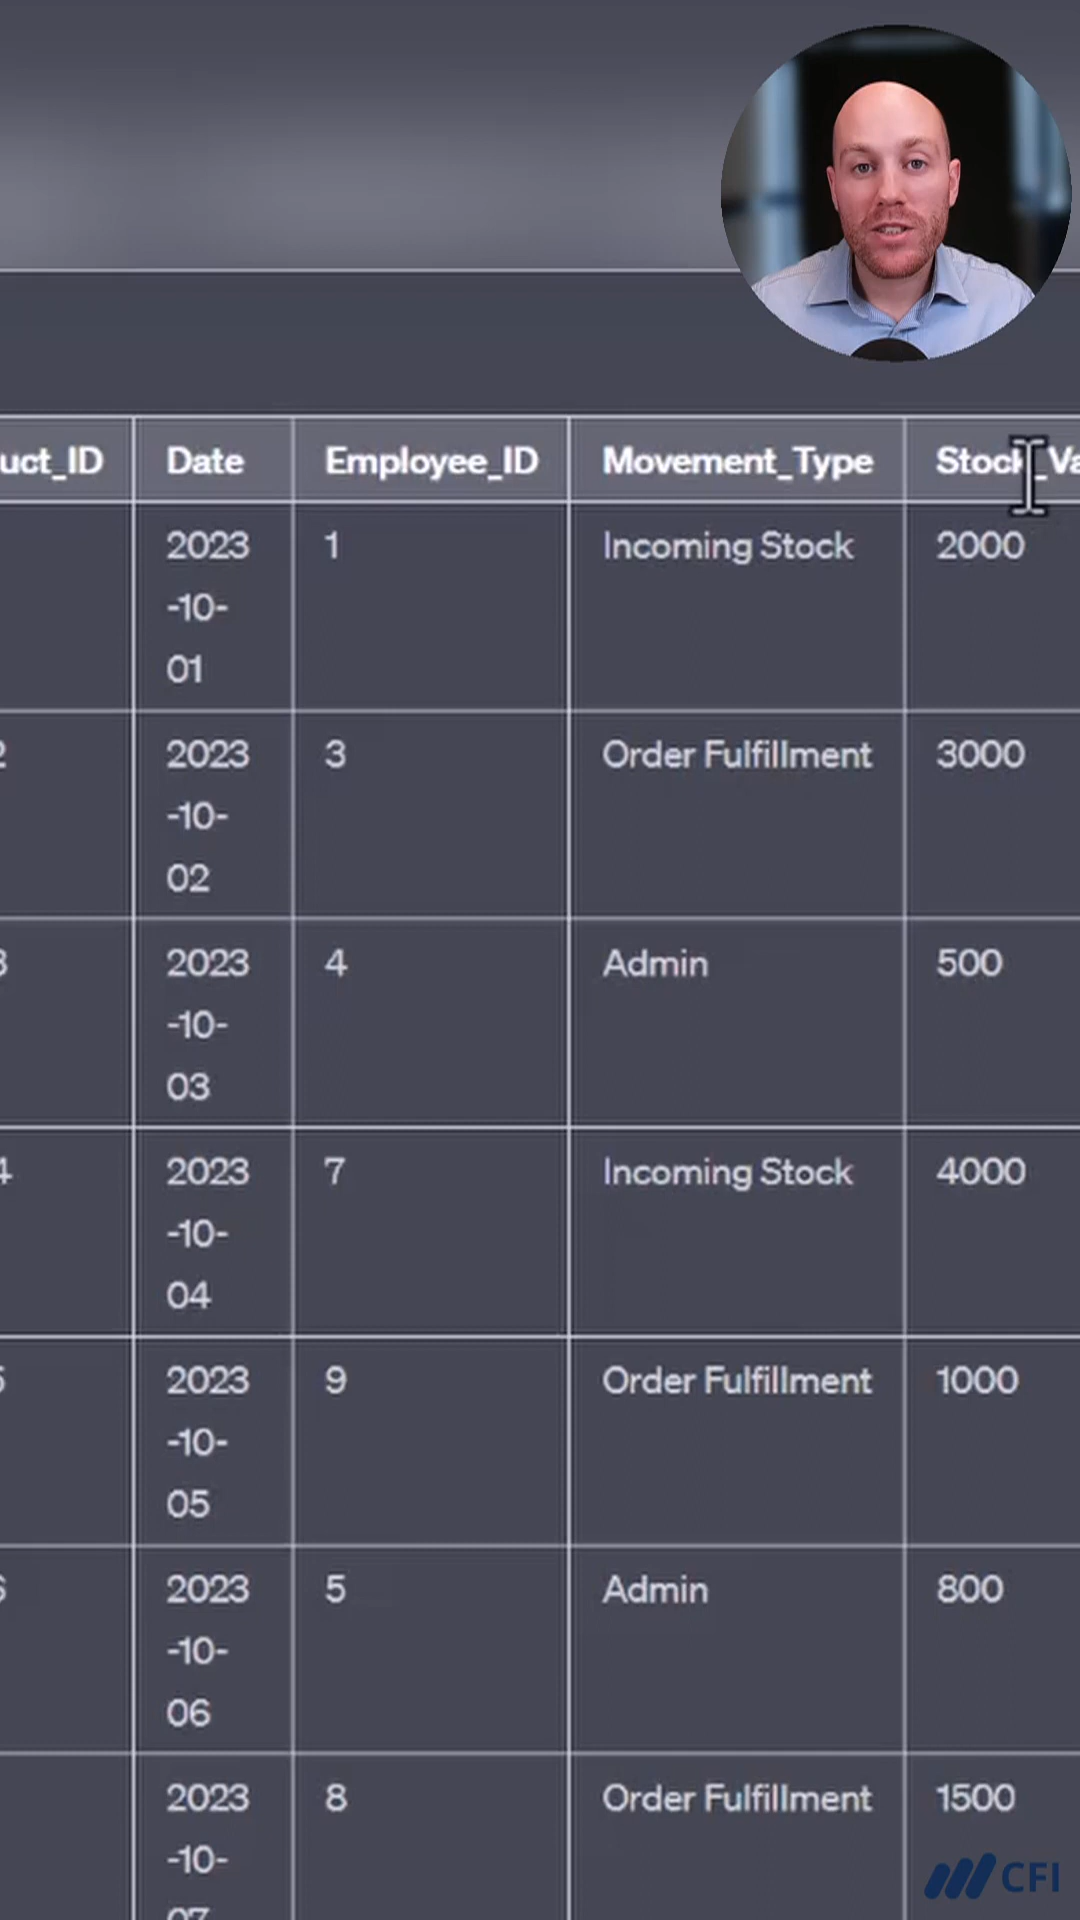 uct_ID Date Employee_ID Movement_Type Stock_Va
2023 1 Incoming Stock 2000
-10-
01
2 2023 3 Order Fulfillment 3000
-10-
02
3 2023 4 Admin 500
-10-
03
4 2023 7 Incoming Stock 4000
-10-
04
5 2023 9 Order Fulfillment 1000
-10-
05
6 2023 5 Admin 800
-10-
06
2023 8 Order Fulfillment 1500
-10-
07
CFI